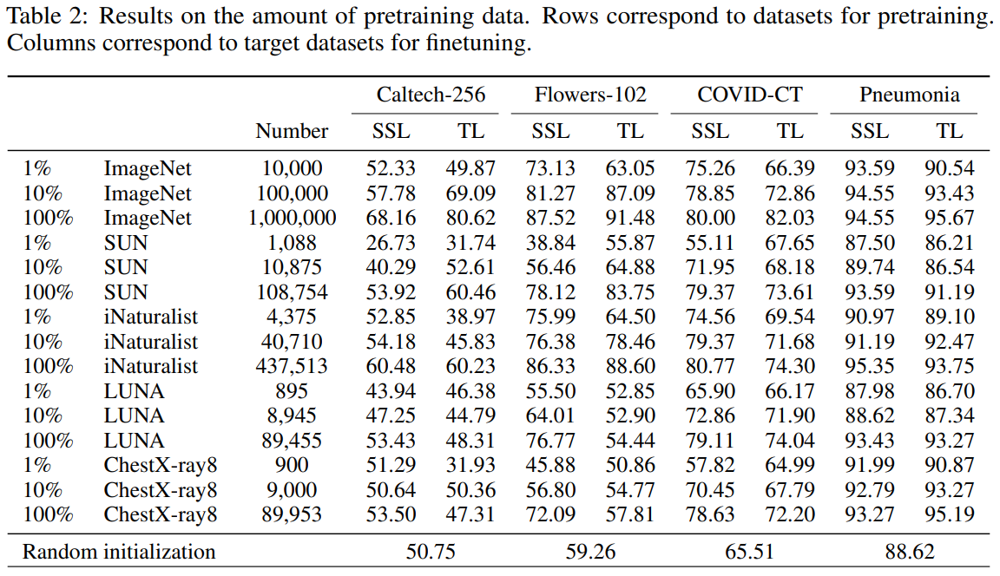 Table 2: Results on the amount of pretraining data. Rows correspond to datasets for pretraining.
Columns correspond to target datasets for finetuning.
Caltech-256 Flowers-102 COVID-CT Pneumonia
Number SSL TL SSL TL SSL TL SSL TL
1% ImageNet 10,000 52.33 49.87 73.13 63.05 75.26 66.39 93.59 90.54
10% ImageNet 100,000 57.78 69.09 81.27 87.09 78.85 72.86 94.55 93.43
100% ImageNet 1,000,000 68.16 80.62 87.52 91.48 80.00 82.03 94.55 95.67
1% SUN 1,088 26.73 31.74 38.84 55.87 55.11 67.65 87.50 86.21
10% SUN 10,875 40.29 52.61 56.46 64.88 71.95 68.18 89.74 86.54
100% SUN 108,754 53.92 60.46 78.12 83.75 79.37 73.61 93.59 91.19
1% iNaturalist 4,375 52.85 38.97 75.99 64.50 74.56 69.54 90.97 89.10
10% iNaturalist 40,710 54.18 45.83 76.38 78.46 79.37 71.68 91.19 92.47
100% iNaturalist 437,513 60.48 60.23 86.33 88.60 80.77 74.30 95.35 93.75
1% LUNA 895 43.94 46.38 55.50 52.85 65.90 66.17 87.98 86.70
10% LUNA 8,945 47.25 44.79 64.01 52.90 72.86 71.90 88.62 87.34
100% LUNA 89,455 53.43 48.31 76.77 54.44 79.11 74.04 93.43 93.27
1% ChestX-ray8 900 51.29 31.93 45.88 50.86 57.82 64.99 91.99 90.87
10% ChestX-ray8 9,000 50.64 50.36 56.80 54.77 70.45 67.79 92.79 93.27
100% ChestX-ray8 89,953 53.50 47.31 72.09 57.81 78.63 72.20 93.27 95.19
Random initialization 50.75 59.26 65.51 88.62